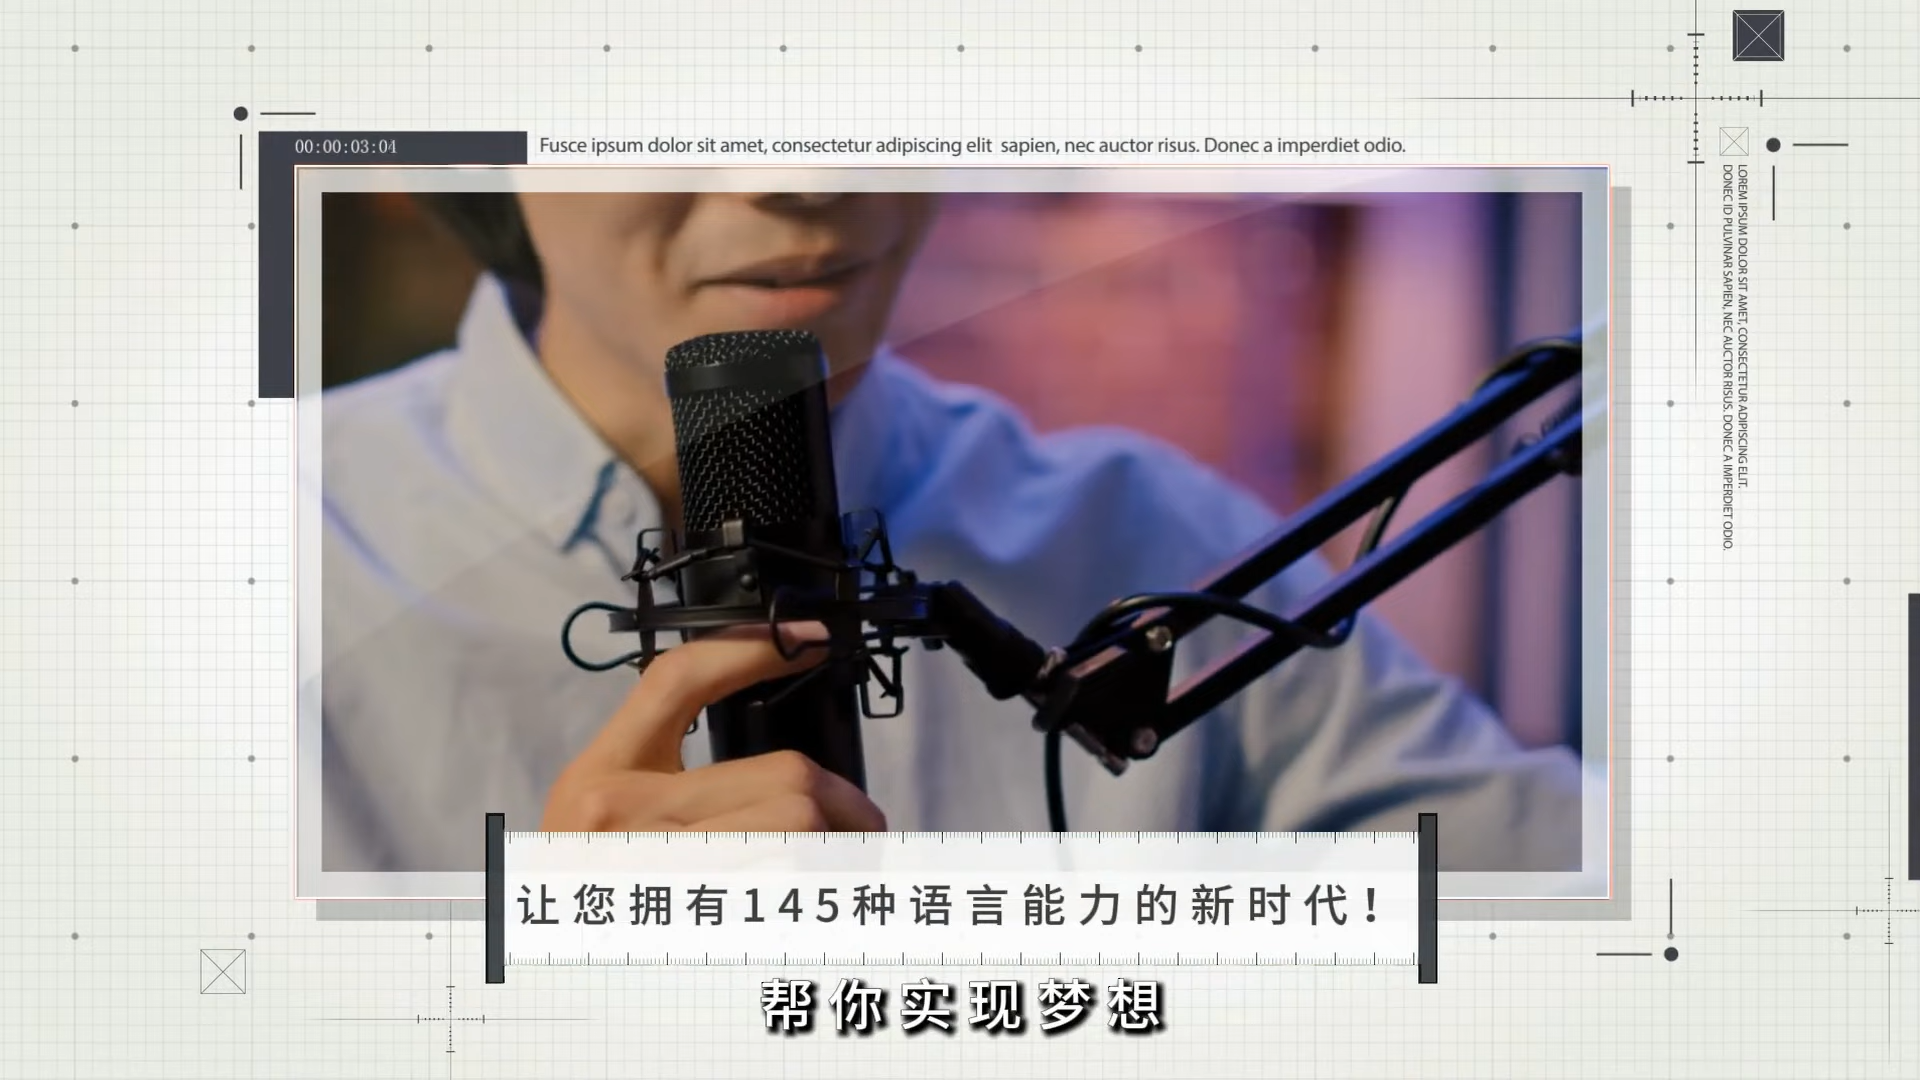 00:00:03:04
Fusce ipsum dolor sit amet, consectetur adipiscing elit sapien, nec auctor risus. Donec a imperdiet odio.
LOREM IPSUM DOLOR SIT AMET, CONSECTETUR ADIPISCING ELIT.
DONEC ID PULVINAR SAPIEN, NEC AUCTOR RISUS. DONEC A IMPERDIET ODIO.
让您拥有145种语言能力的新时代！
帮你实现梦想